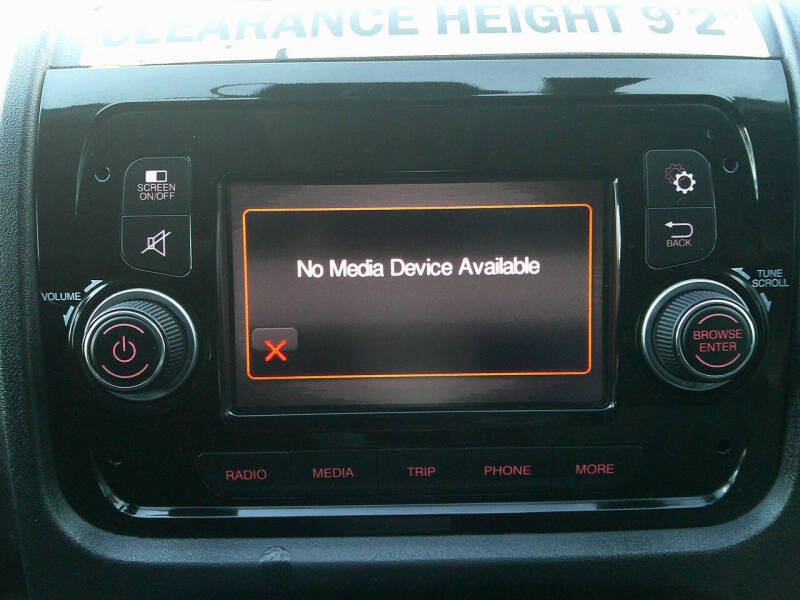 CLEARANCE HEIGHT 9'2"
SCREEN
ON/OFF
BACK
VOLUME
TUNE
SCROLL
No Media Device Available
BROWSE
ENTER
RADIO
MEDIA
TRIP
PHONE
MORE